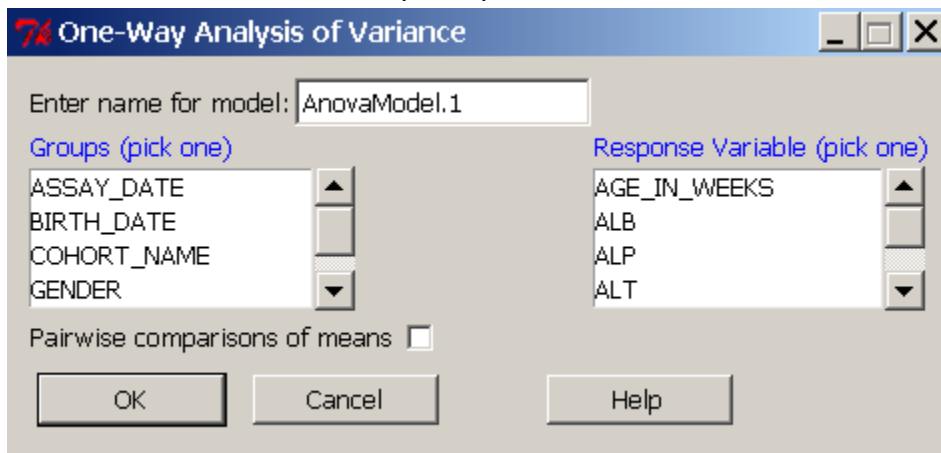 One-Way Analysis of Variance
Enter name for model: AnovaModel.1
Groups (pick one)
ASSAY_DATE
BIRTH_DATE
COHORT_NAME
GENDER
Response Variable (pick one)
AGE_IN_WEEKS
ALB
ALP
ALT
Pairwise comparisons of means
OK Cancel Help